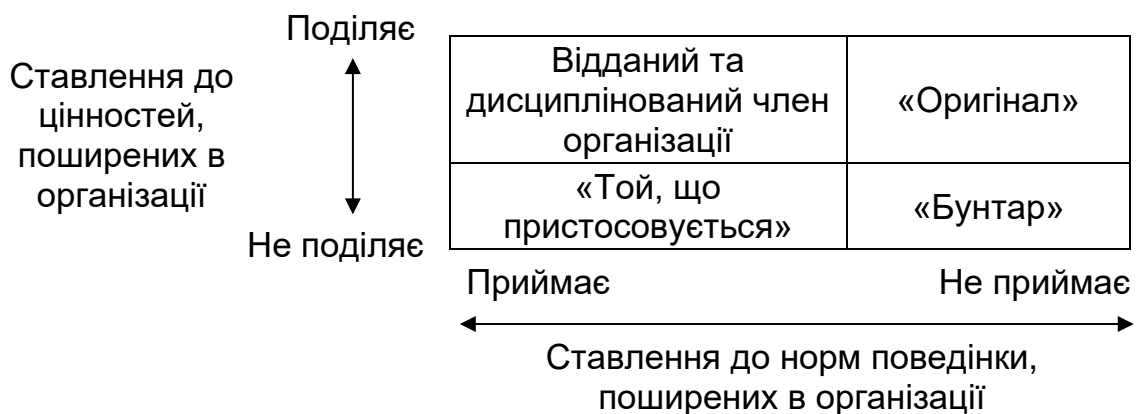 Поділяє
Ставлення до
цінностей,
поширених в
організації
Не поділяє
Відданий та
дисциплінований член
організації
«Оригінал»
«Той, що
пристосовується»
«Бунтар»
Приймає
Не приймає
Ставлення до норм поведінки,
поширених в організації